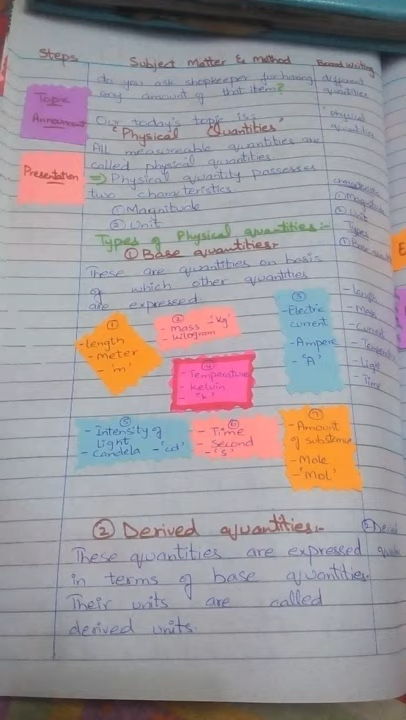 Steps
Subject Matter & Method
Board Writing
do you ask shopkeeper for having
any amount of that item?
different
quantities
Topic
Announcement
Our today's topic is:
"Physical Quantities"
Physical
quantities
Presentation
All measureable quantities are
called physical quantities
⇒ Physical quantity possesses
two characteristics
① Magnitude
② Unit
① Magnitude
② Unit
Types
① Base
Types of Physical quantities:-
① Base quantities:-
These are quantities on basis
of which other quantities
are expressed
- Length
- Mass
- Current
- Temperature
- Light
- Time
①
- Length
- meter
- 'm'
②
- Mass - 'Kg'
- Kilogram
③
- Electric
current
- Ampere
- 'A'
④
- Temperature
- Kelvin
- 'k'
⑤
- Intensity of
light
- Candela - 'cd'
⑥
- Time
- Second
- 's'
⑦
- Amount
of substance
- Mole
- 'Mol'
② Derived quantities:-
These quantities are expressed
in terms of base quantities.
Their units are called
derived units.